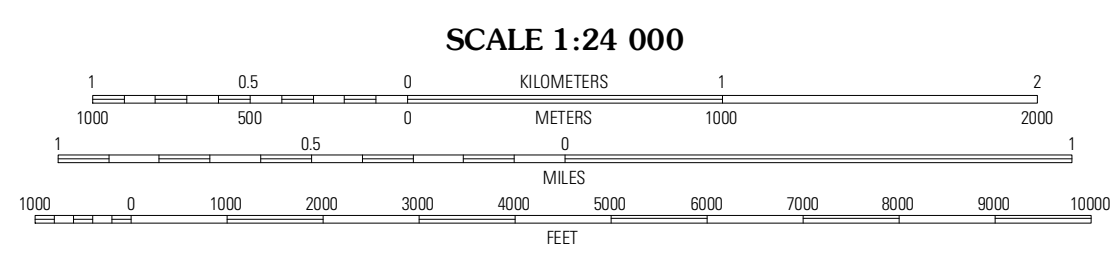 SCALE 1:24 000
1 0.5 0 KILOMETERS 1 2
1000 500 0 METERS 1000 2000
1 0.5 0 1
MILES
1000 0 1000 2000 3000 4000 5000 6000 7000 8000 9000 10000
FEET